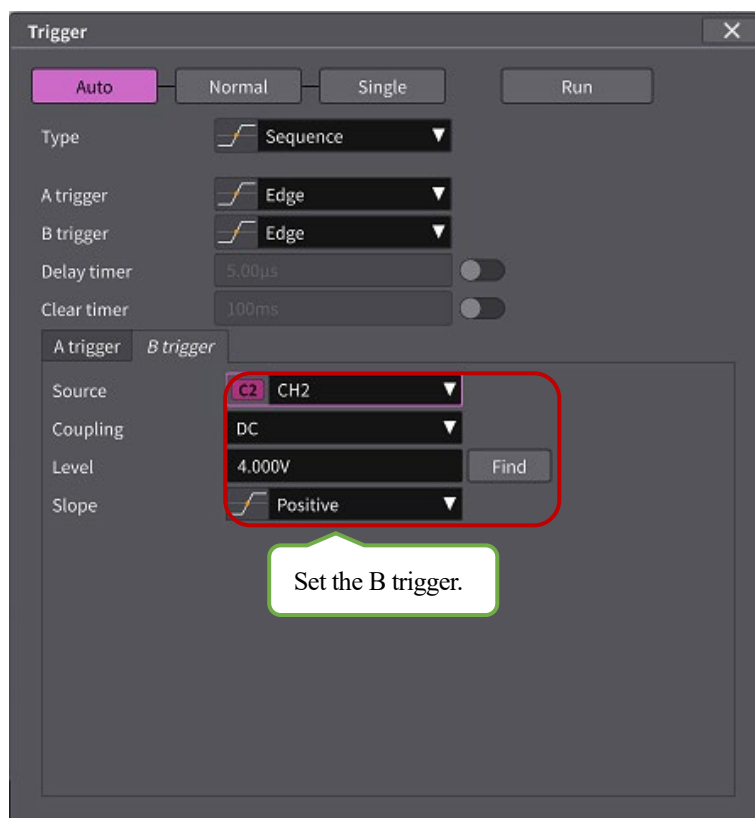 Trigger
Auto Normal Single Run
Type Sequence
A trigger Edge
B trigger Edge
Delay timer 5.00μs
Clear timer 100ms
A trigger B trigger
Source C2 CH2
Coupling DC
Level 4.000V Find
Slope Positive
Set the B trigger.